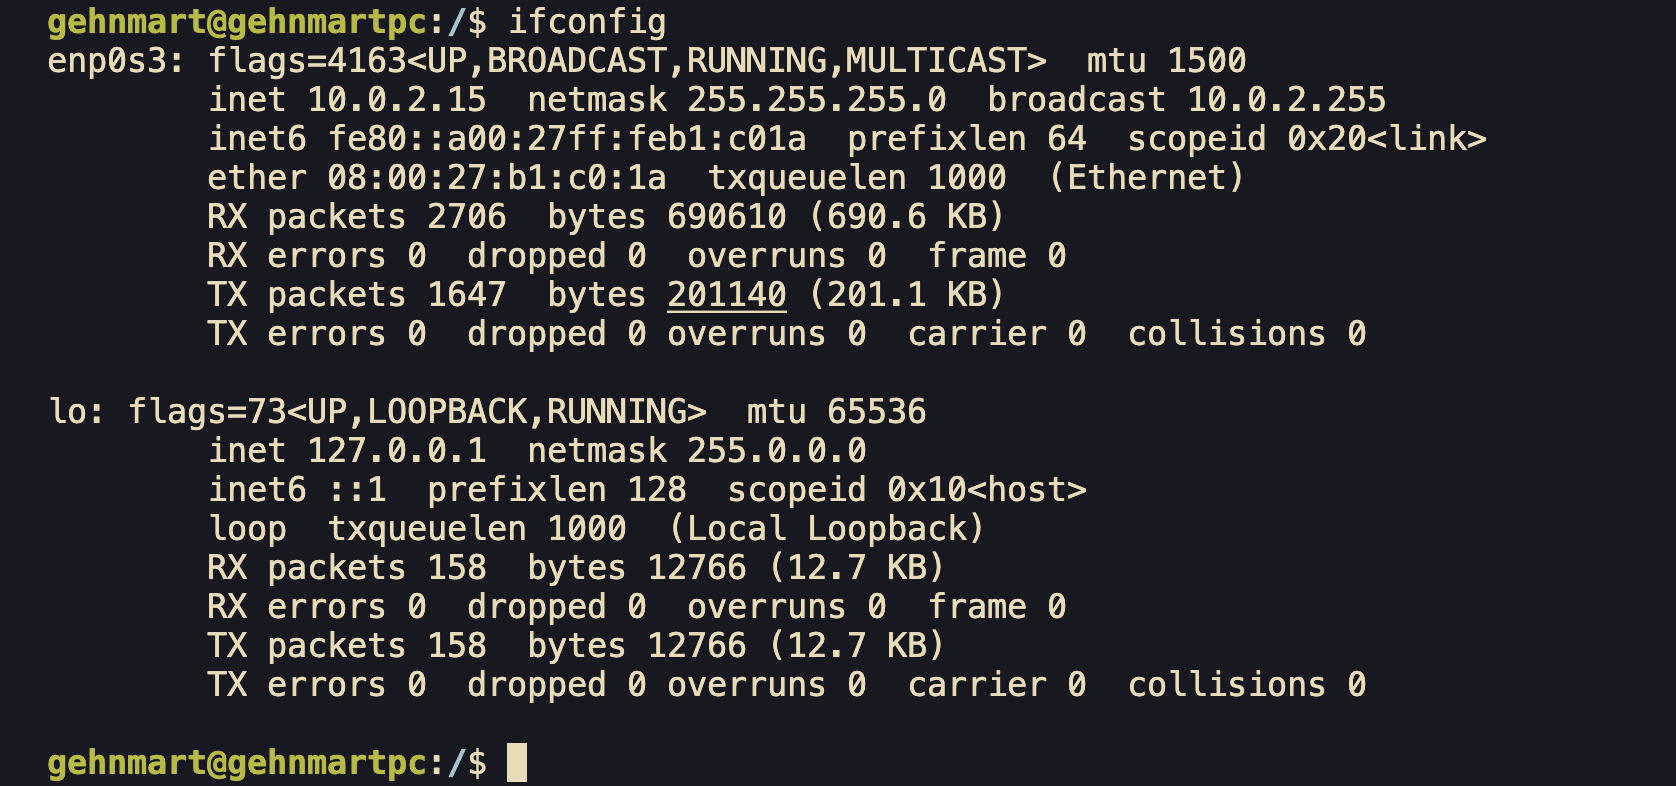 gehnmart@gehnmartpc:/$ ifconfig
enp0s3: flags=4163<UP,BROADCAST,RUNNING,MULTICAST>  mtu 1500
        inet 10.0.2.15  netmask 255.255.255.0  broadcast 10.0.2.255
        inet6 fe80::a00:27ff:feb1:c01a  prefixlen 64  scopeid 0x20<link>
        ether 08:00:27:b1:c0:1a  txqueuelen 1000  (Ethernet)
        RX packets 2706  bytes 690610 (690.6 KB)
        RX errors 0  dropped 0  overruns 0  frame 0
        TX packets 1647  bytes 201140 (201.1 KB)
        TX errors 0  dropped 0 overruns 0  carrier 0  collisions 0

lo: flags=73<UP,LOOPBACK,RUNNING>  mtu 65536
        inet 127.0.0.1  netmask 255.0.0.0
        inet6 ::1  prefixlen 128  scopeid 0x10<host>
        loop  txqueuelen 1000  (Local Loopback)
        RX packets 158  bytes 12766 (12.7 KB)
        RX errors 0  dropped 0  overruns 0  frame 0
        TX packets 158  bytes 12766 (12.7 KB)
        TX errors 0  dropped 0 overruns 0  carrier 0  collisions 0

gehnmart@gehnmartpc:/$